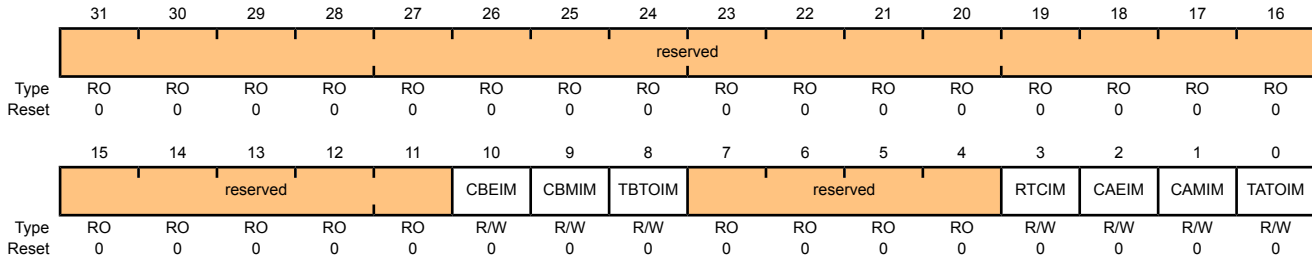 31 30 29 28 27 26 25 24 23 22 21 20 19 18 17 16
reserved
Type RO RO RO RO RO RO RO RO RO RO RO RO RO RO RO RO
Reset 0 0 0 0 0 0 0 0 0 0 0 0 0 0 0 0
15 14 13 12 11 10 9 8 7 6 5 4 3 2 1 0
reserved CBEIM CBMIM TBTOIM reserved RTCIM CAEIM CAMIM TATOIM
Type RO RO RO RO RO R/W R/W R/W RO RO RO RO R/W R/W R/W R/W
Reset 0 0 0 0 0 0 0 0 0 0 0 0 0 0 0 0